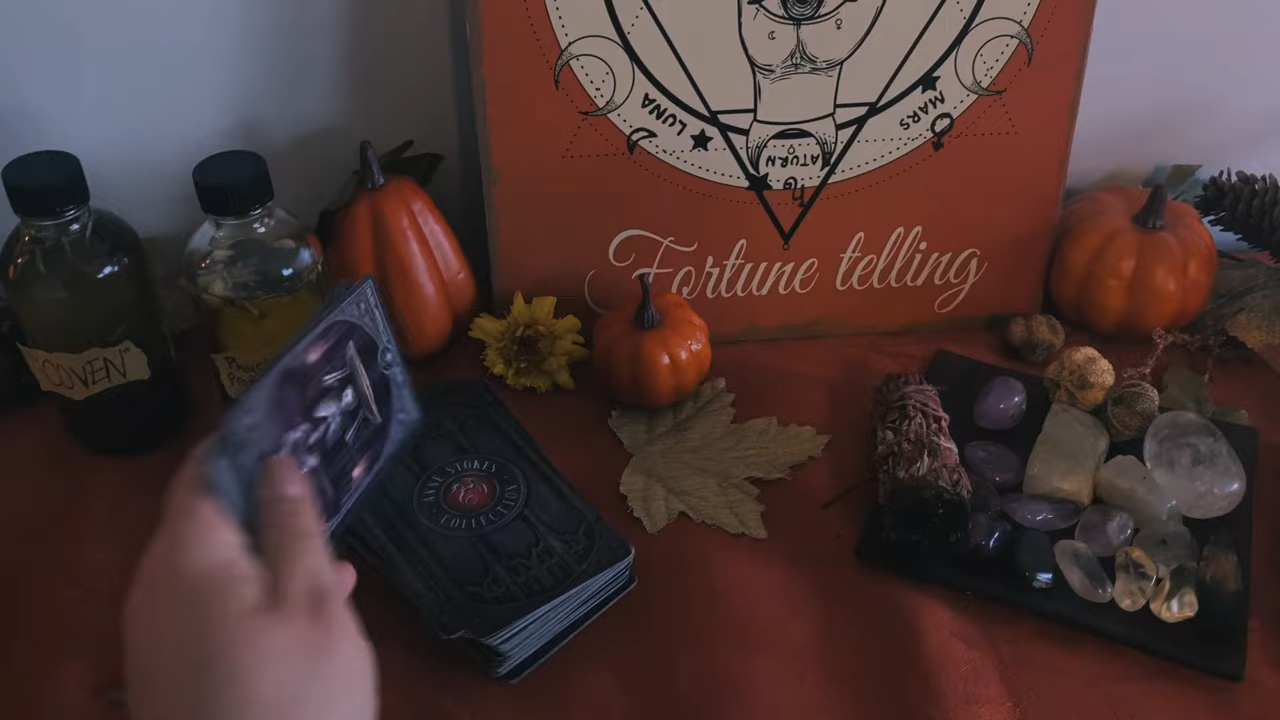 LUNA
MARS
SATURN
Fortune telling
"COVEN"
ANNE STOKES
COLLECTION